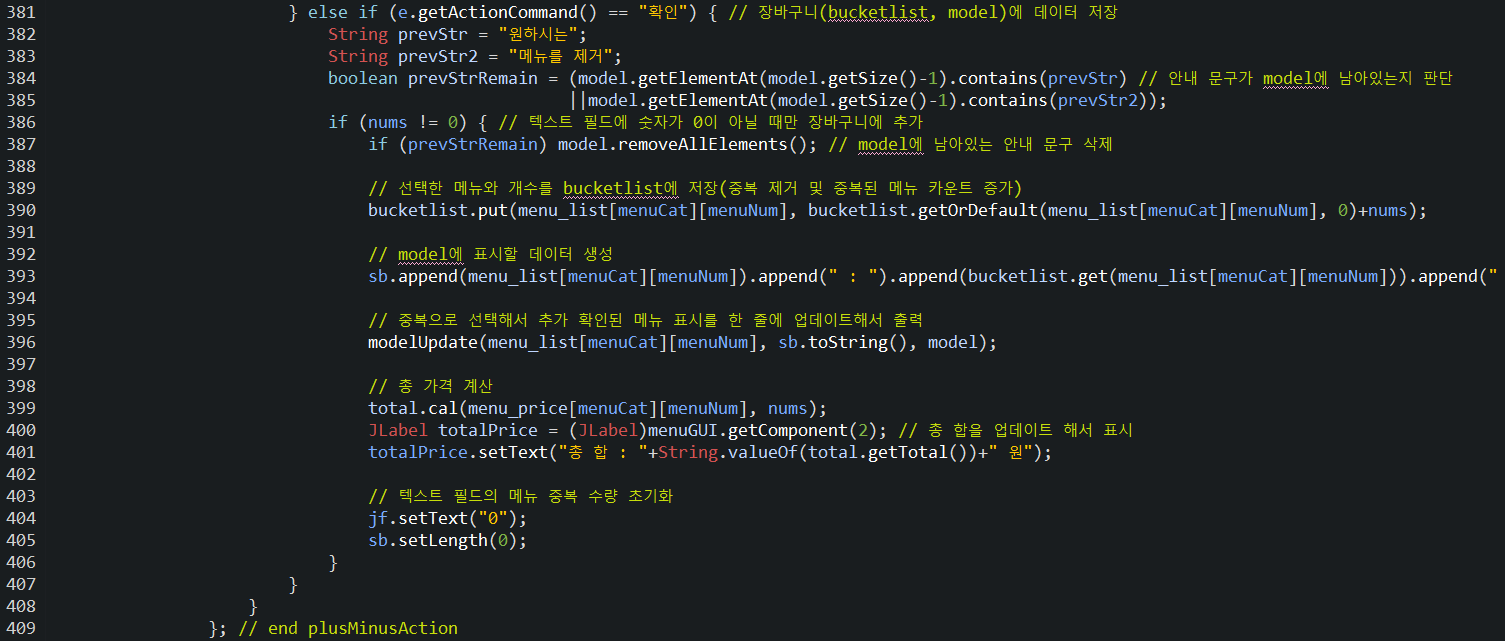 381 } else if (e.getActionCommand() == "확인") { // 장바구니(bucketlist, model)에 데이터 저장
382 String prevStr = "원하시는";
383 String prevStr2 = "메뉴를 제거";
384 boolean prevStrRemain = (model.getElementAt(model.getSize()-1).contains(prevStr) // 안내 문구가 model에 남아있는지 판단
385 ||model.getElementAt(model.getSize()-1).contains(prevStr2));
386 if (nums != 0) { // 텍스트 필드에 숫자가 0이 아닐 때만 장바구니에 추가
387 if (prevStrRemain) model.removeAllElements(); // model에 남아있는 안내 문구 삭제
388
389 // 선택한 메뉴와 개수를 bucketlist에 저장(중복 제거 및 중복된 메뉴 카운트 증가)
390 bucketlist.put(menu_list[menuCat][menuNum], bucketlist.getOrDefault(menu_list[menuCat][menuNum], 0)+nums);
391
392 // model에 표시할 데이터 생성
393 sb.append(menu_list[menuCat][menuNum]).append(" : ").append(bucketlist.get(menu_list[menuCat][menuNum])).append("
394
395 // 중복으로 선택해서 추가 확인된 메뉴 표시를 한 줄에 업데이트해서 출력
396 modelUpdate(menu_list[menuCat][menuNum], sb.toString(), model);
397
398 // 총 가격 계산
399 total.cal(menu_price[menuCat][menuNum], nums);
400 JLabel totalPrice = (JLabel)menuGUI.getComponent(2); // 총 합을 업데이트 해서 표시
401 totalPrice.setText("총 합 : "+String.valueOf(total.getTotal())+" 원");
402
403 // 텍스트 필드의 메뉴 중복 수량 초기화
404 jf.setText("0");
405 sb.setLength(0);
406 }
407 }
408 }
409 }; // end plusMinusAction